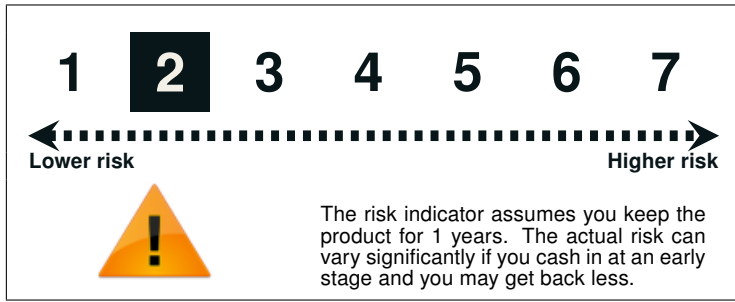 1 2 3 4 5 6 7
Lower risk Higher risk
!
The risk indicator assumes you keep the
product for 1 years. The actual risk can
vary significantly if you cash in at an early
stage and you may get back less.